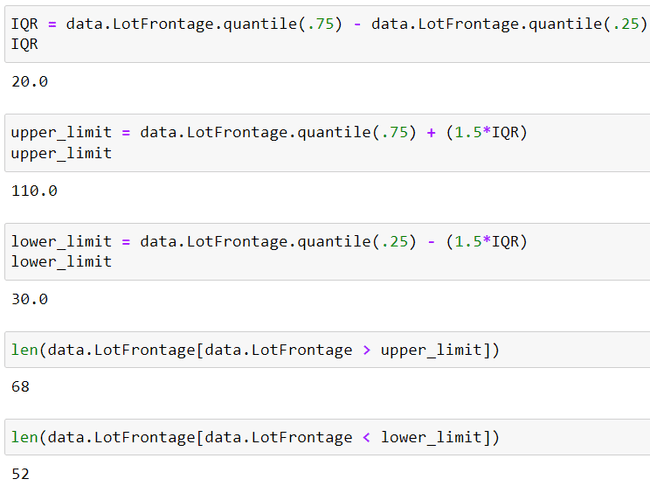 IQR = data.LotFrontage.quantile(.75) - data.LotFrontage.quantile(.25)
IQR
20.0
upper_limit = data.LotFrontage.quantile(.75) + (1.5*IQR)
upper_limit
110.0
lower_limit = data.LotFrontage.quantile(.25) - (1.5*IQR)
lower_limit
30.0
len(data.LotFrontage[data.LotFrontage > upper_limit])
68
len(data.LotFrontage[data.LotFrontage < lower_limit])
52